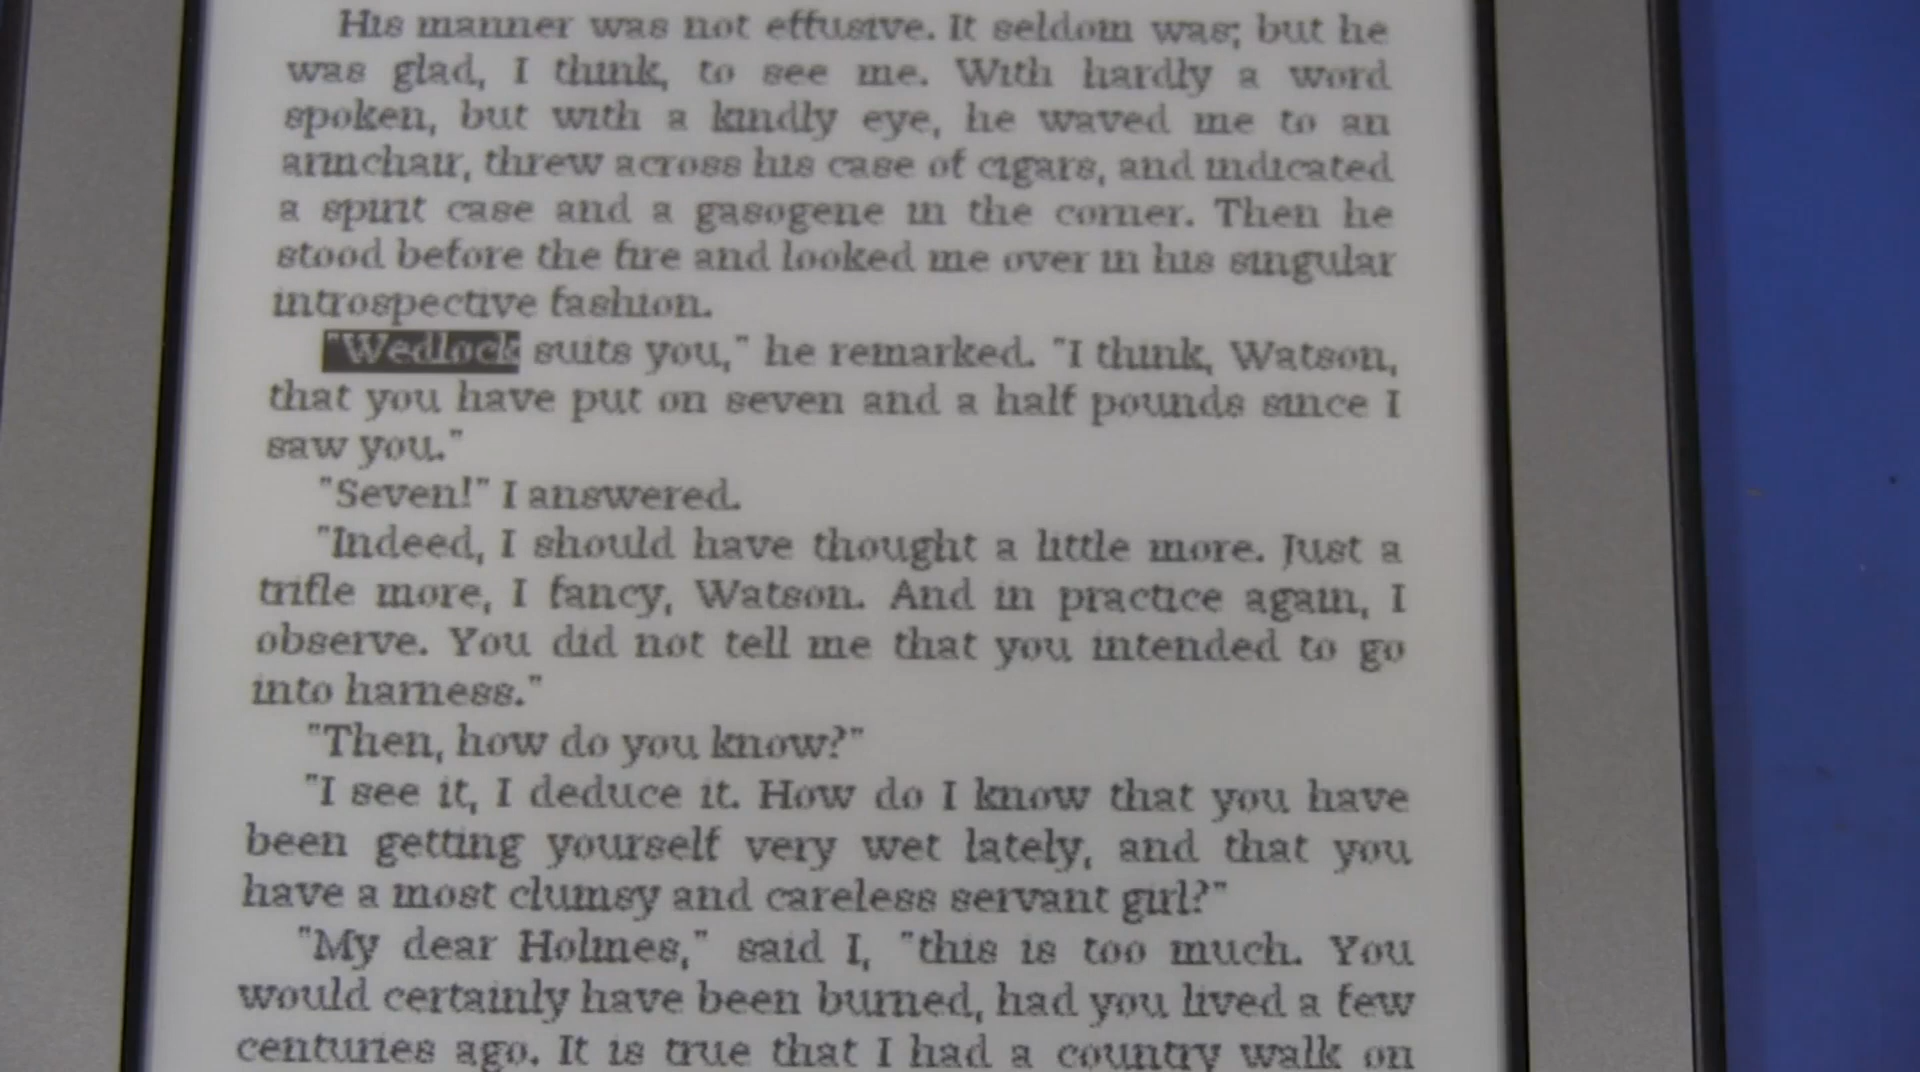 His manner was not effusive. It seldom was; but he
was glad, I think, to see me. With hardly a word
spoken, but with a kindly eye, he waved me to an
armchair, threw across his case of cigars, and indicated
a spirit case and a gasogene in the corner. Then he
stood before the fire and looked me over in his singular
introspective fashion.
"Wedlock suits you," he remarked. "I think, Watson,
that you have put on seven and a half pounds since I
saw you."
"Seven!" I answered.
"Indeed, I should have thought a little more. Just a
trifle more, I fancy, Watson. And in practice again, I
observe. You did not tell me that you intended to go
into harness."
"Then, how do you know?"
"I see it, I deduce it. How do I know that you have
been getting yourself very wet lately, and that you
have a most clumsy and careless servant girl?"
"My dear Holmes," said I, "this is too much. You
would certainly have been burned, had you lived a few
centuries ago. It is true that I had a country walk on